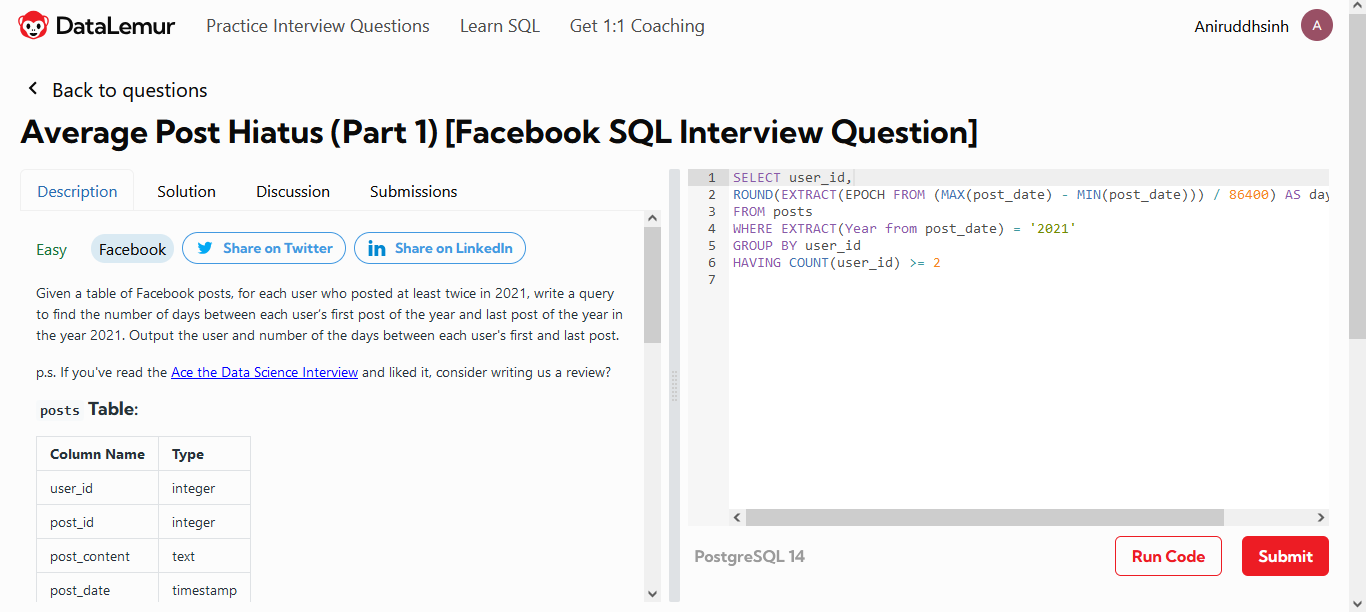 DataLemur Practice Interview Questions Learn SQL Get 1:1 Coaching Aniruddhsinh A
Back to questions
Average Post Hiatus (Part 1) [Facebook SQL Interview Question]
Description Solution Discussion Submissions
Easy Facebook Share on Twitter Share on LinkedIn
Given a table of Facebook posts, for each user who posted at least twice in 2021, write a query
to find the number of days between each user's first post of the year and last post of the year in
the year 2021. Output the user and number of the days between each user's first and last post.
p.s. If you've read the Ace the Data Science Interview and liked it, consider writing us a review?
posts Table:
Column Name Type
user_id integer
post_id integer
post_content text
post_date timestamp
1 SELECT user_id,
2 ROUND(EXTRACT(EPOCH FROM (MAX(post_date) - MIN(post_date))) / 86400) AS day
3 FROM posts
4 WHERE EXTRACT(Year from post_date) = '2021'
5 GROUP BY user_id
6 HAVING COUNT(user_id) >= 2
7
PostgreSQL 14 Run Code Submit